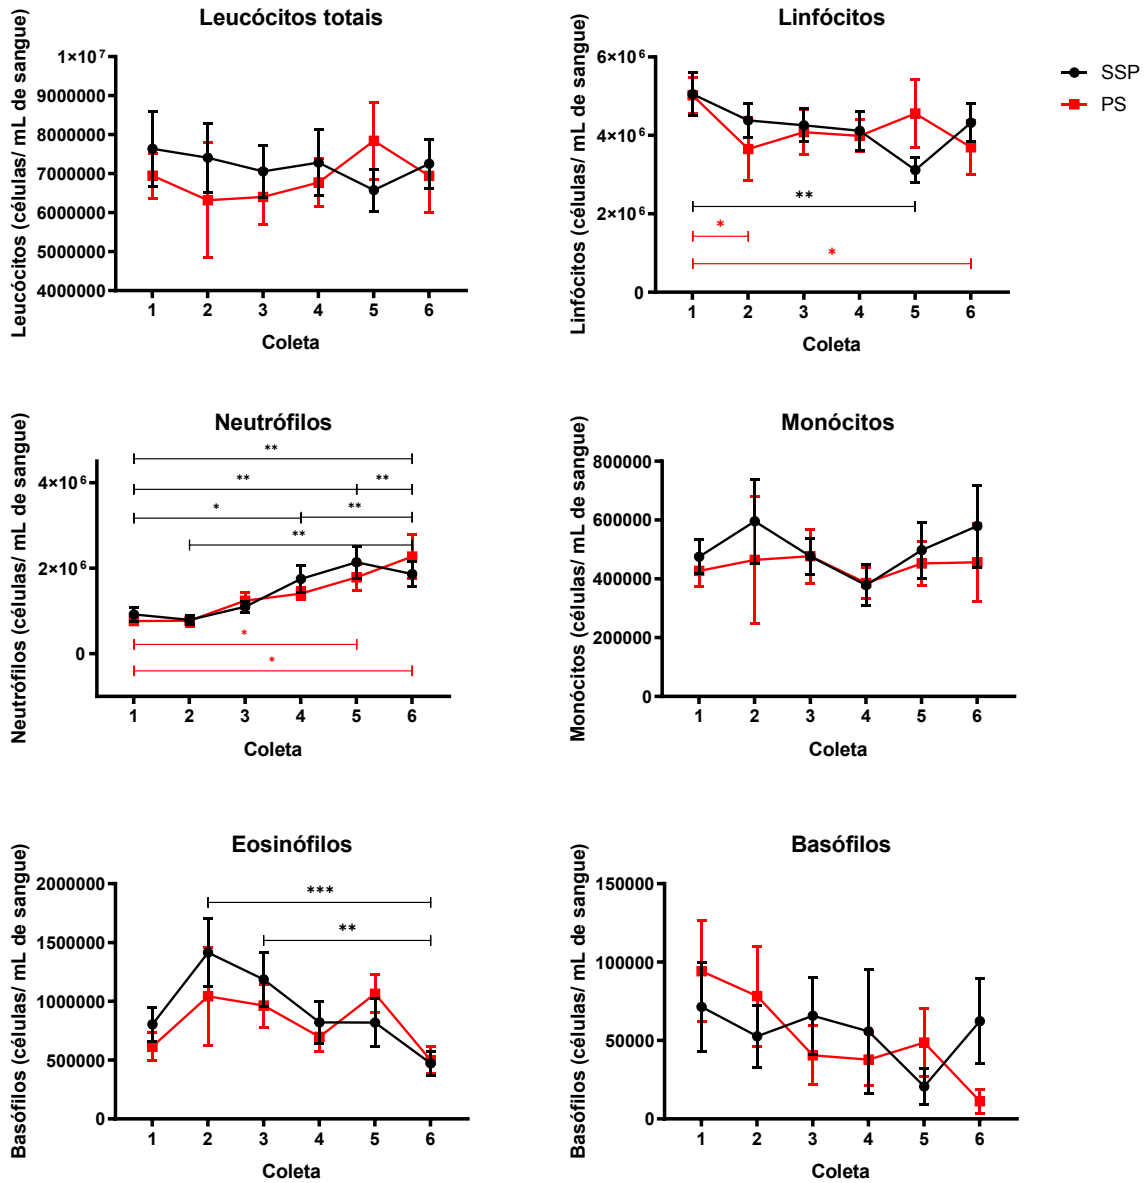 Leucócitos totais
Leucócitos (células/ mL de sangue)
1×10⁷
9000000
8000000
7000000
6000000
5000000
4000000
1 2 3 4 5 6
Coleta
Linfócitos
Linfócitos (células/ mL de sangue)
6×10⁶
4×10⁶
2×10⁶
0
**
*
*
1 2 3 4 5 6
Coleta
SSP
PS
Neutrófilos
Neutrófilos (células/ mL de sangue)
4×10⁶
2×10⁶
0
**
** **
* **
**
*
*
1 2 3 4 5 6
Coleta
Monócitos
Monócitos (células/ mL de sangue)
800000
600000
400000
200000
0
1 2 3 4 5 6
Coleta
Eosinófilos
Basófilos (células/ mL de sangue)
2000000
1500000
1000000
500000
0
***
**
1 2 3 4 5 6
Coleta
Basófilos
Basófilos (células/ mL de sangue)
150000
100000
50000
0
1 2 3 4 5 6
Coleta